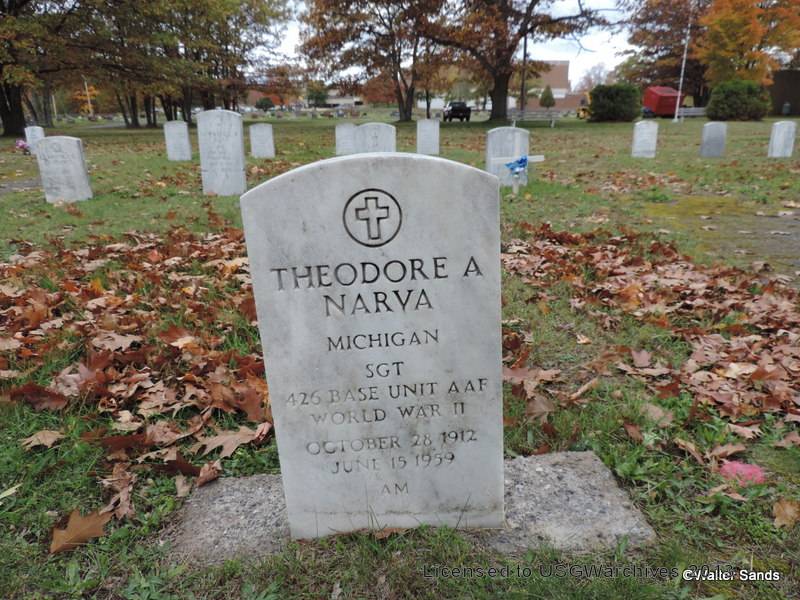 THEODORE A
NARVA
MICHIGAN
SGT
426 BASE UNIT AAF
WORLD WAR II
OCTOBER 28 1912
JUNE 15 1959
AM
Licensed to USGWarchives 2013
©Walter Sands